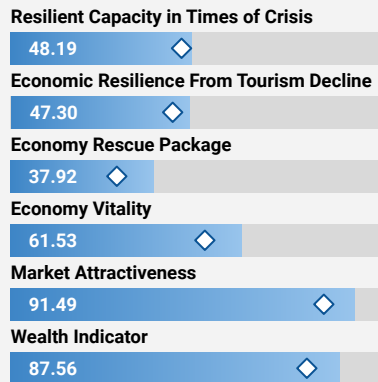 Resilient Capacity in Times of Crisis
48.19
Economic Resilience From Tourism Decline
47.30
Economy Rescue Package
37.92
Economy Vitality
61.53
Market Attractiveness
91.49
Wealth Indicator
87.56